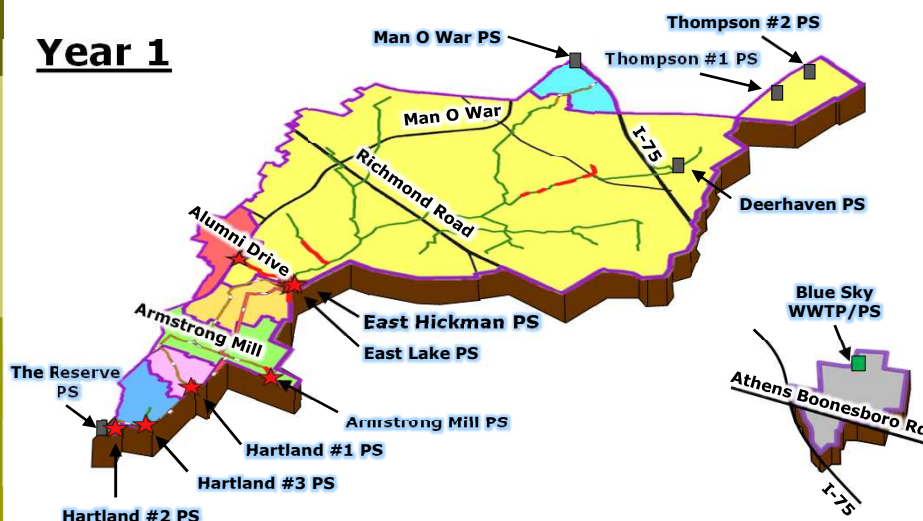 Year 1
Thompson #2 PS
Man O War PS
Thompson #1 PS
Man O War
I-75
Richmond Road
Deerhaven PS
Alumni Drive
Blue Sky
WWTP/PS
East Hickman PS
Armstrong Mill
East Lake PS
The Reserve
PS
Athens Boonesboro Rd
Armstrong Mill PS
Hartland #1 PS
Hartland #3 PS
I-75
Hartland #2 PS